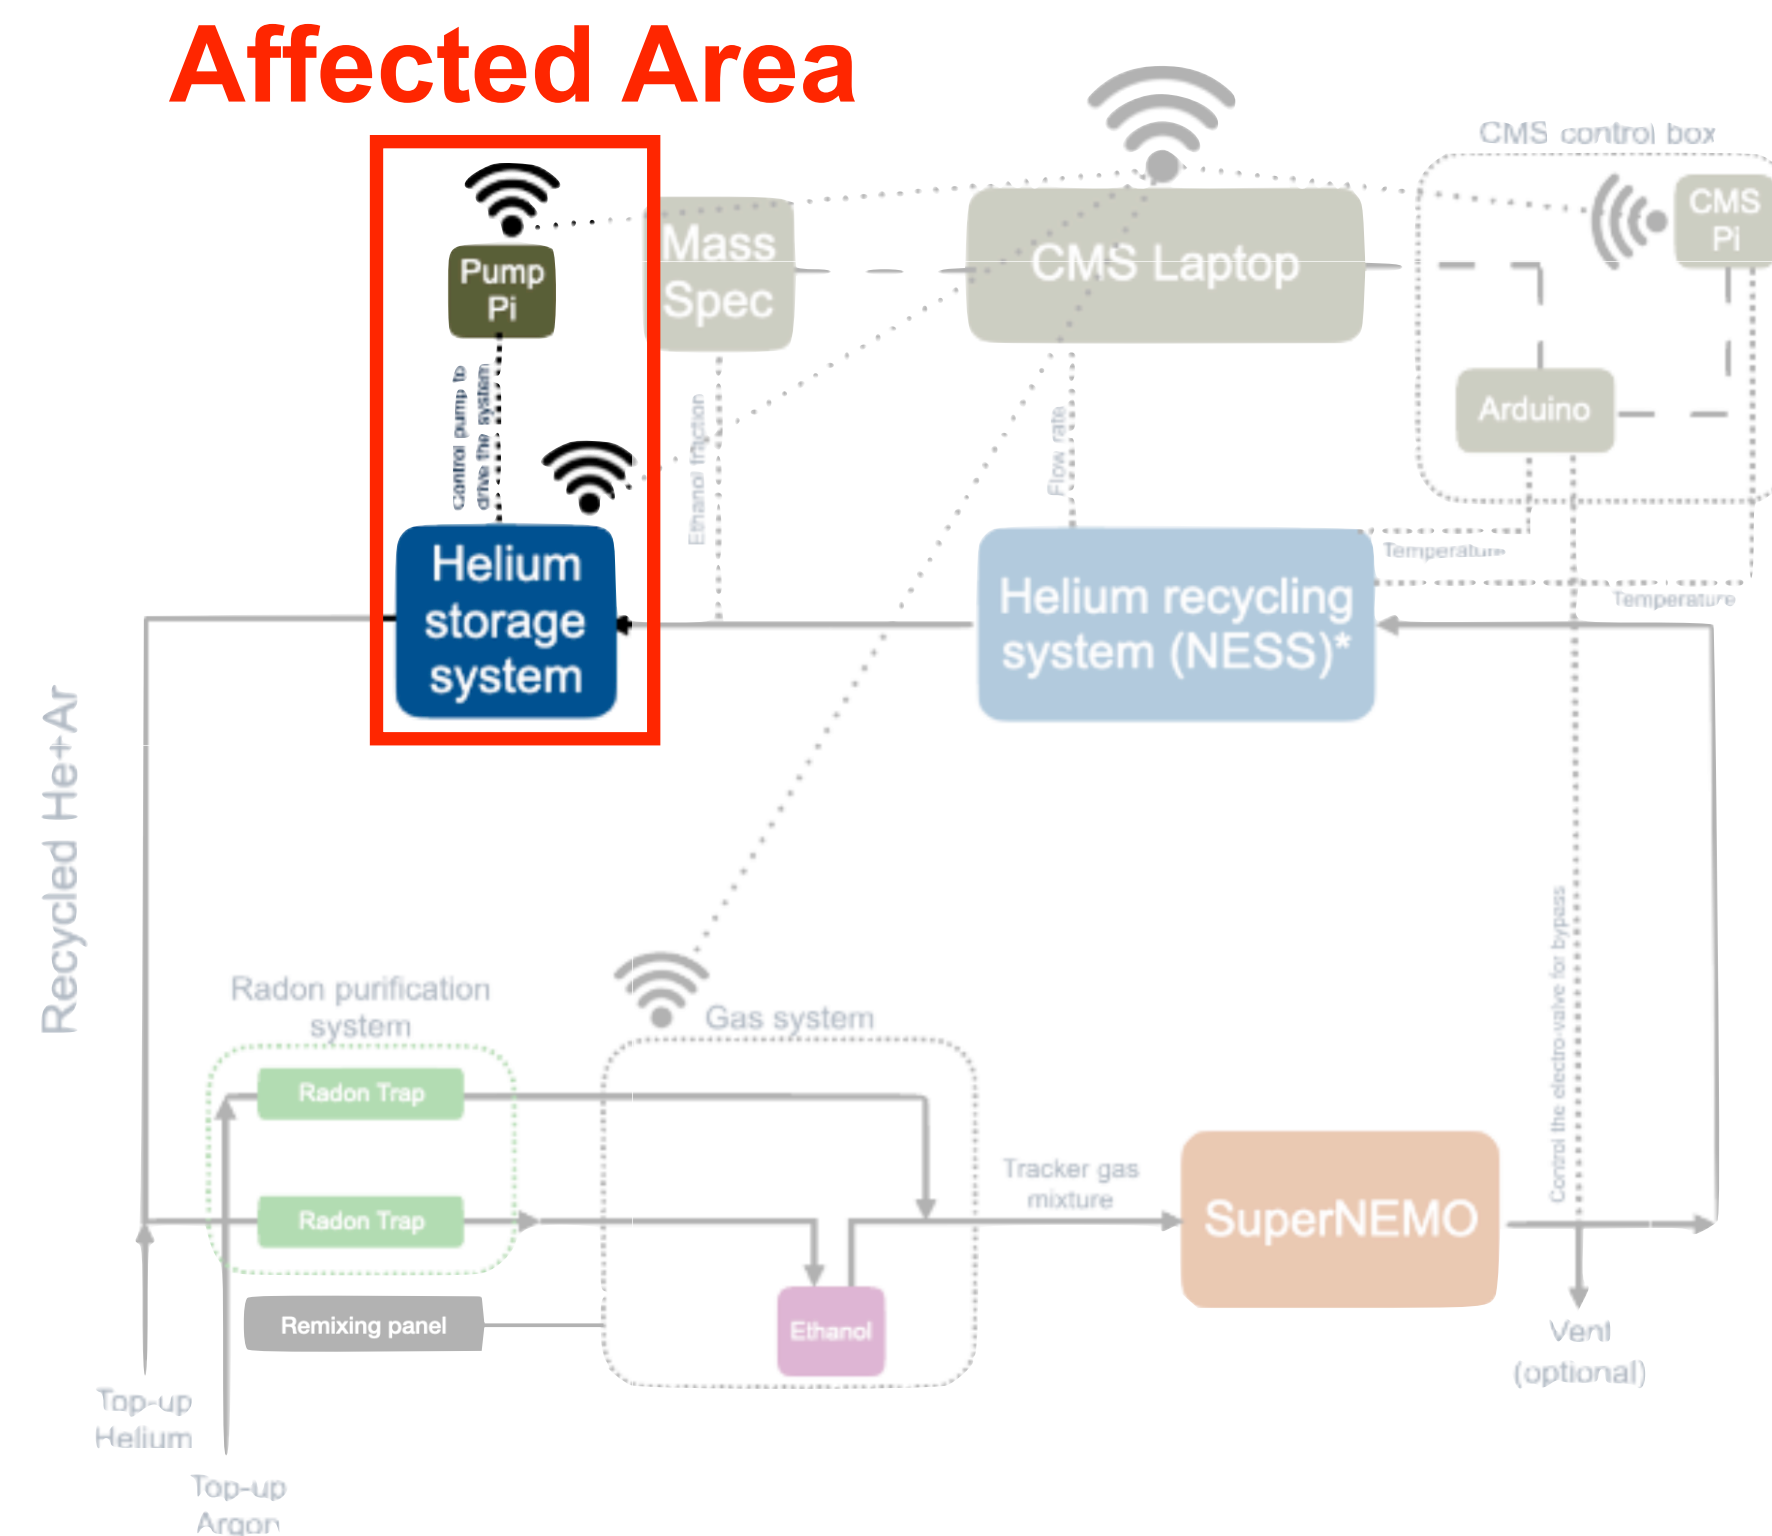 Affected Area
CMS control box
CMS
Pi
Pump
Pi
Mass
Spec
CMS Laptop
Arduino
Control pump to
drive the system
Ethanol fraction
Flow rate
Temperature
Temperature
Helium
storage
system
Helium recycling
system (NESS)*
Recycled He+Ar
Control the electro-valve for bypass
Radon purification
system
Gas system
Radon Trap
Radon Trap
Tracker gas
mixture
SuperNEMO
Remixing panel
Ethanol
Vent
(optional)
Top-up
Helium
Top-up
Argon